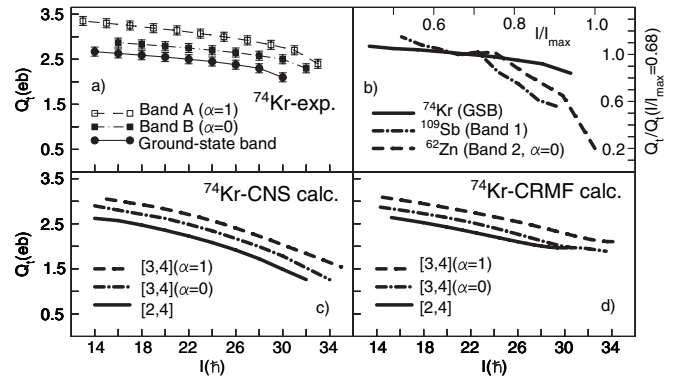 3.5
2.5
1.5
0.5
Qt(eb)
a)
74Kr-exp.
Band A (α=1)
Band B (α=0)
Ground-state band
0.6
0.8
1.0
I/Imax
b)
74Kr (GSB)
109Sb (Band 1)
62Zn (Band 2, α=0)
1.0
0.6
0.2
Qt/Qt(I/Imax=0.68)
3.5
2.5
1.5
0.5
Qt(eb)
74Kr-CNS calc.
[3,4](α=1)
[3,4](α=0)
[2,4]
c)
14 18 22 26 30 34
I(ħ)
74Kr-CRMF calc.
[3,4](α=1)
[3,4](α=0)
[2,4]
d)
14 18 22 26 30 34
I(ħ)